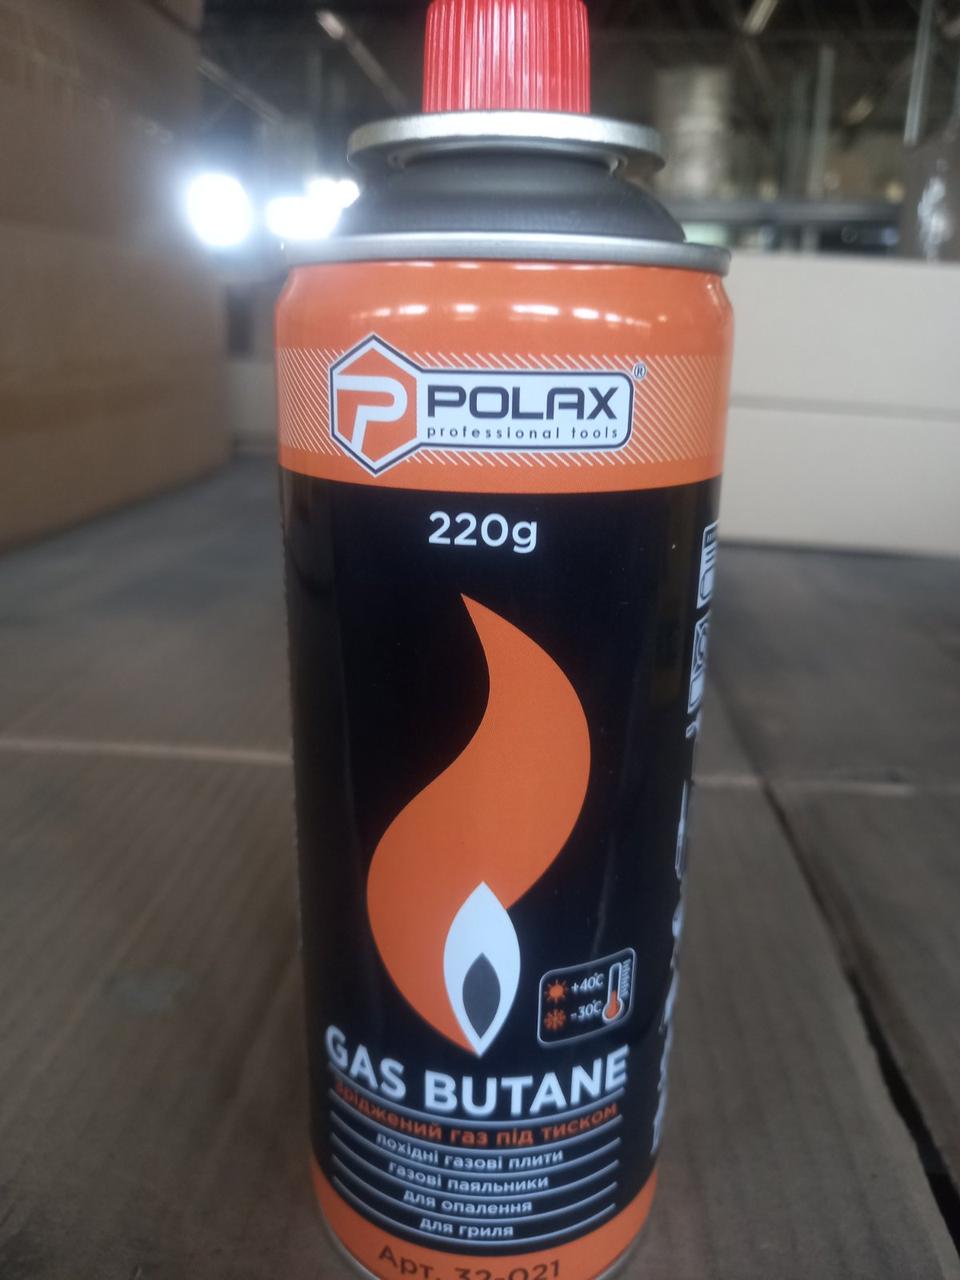 POLAX
®
professional tools
220g
+40°C
-30°C
GAS BUTANE
зріджений газ під тиском
похідні газові плити
газові паяльники
для опалення
для гриля
Арт. 32-021